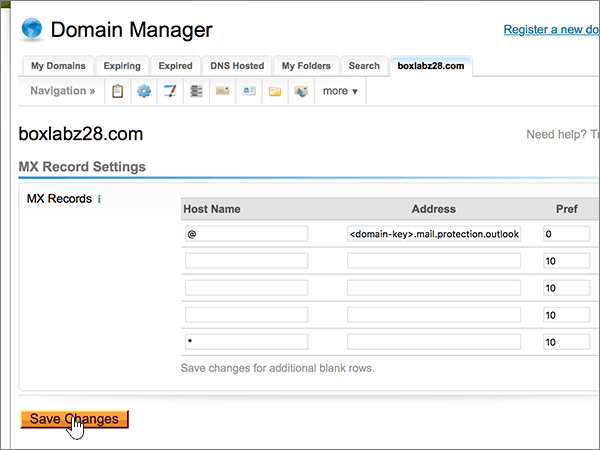 Domain Manager
Register a new do
My Domains Expiring Expired DNS Hosted My Folders Search boxlabz28.com
Navigation » more ▾
boxlabz28.com
Need help? Tr
MX Record Settings
MX Records i
Host Name Address Pref
@ <domain-key>.mail.protection.outlook 0
10
10
10
* 10
Save changes for additional blank rows.
Save Changes